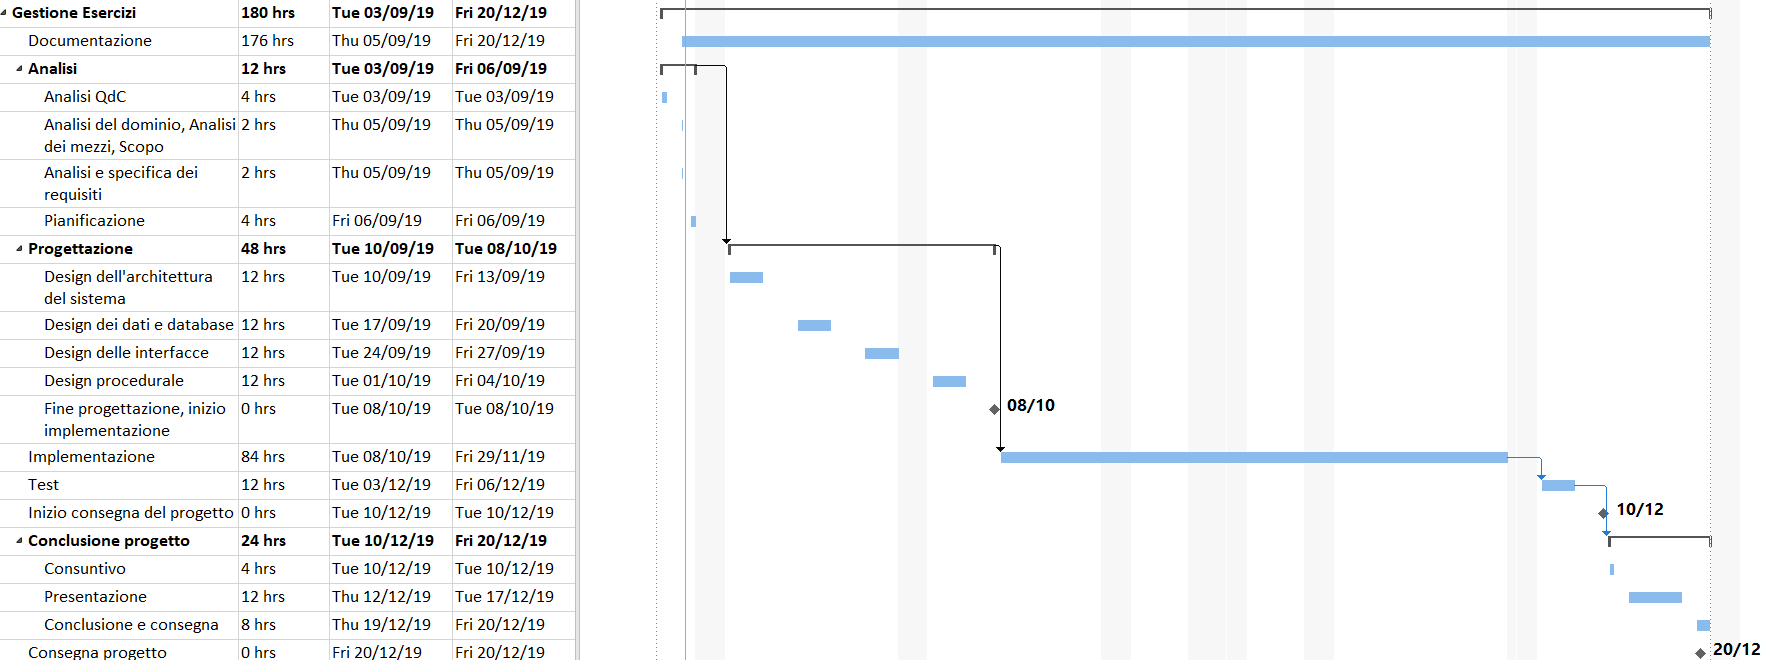 Gestione Esercizi 180 hrs Tue 03/09/19 Fri 20/12/19
Documentazione 176 hrs Thu 05/09/19 Fri 20/12/19
Analisi 12 hrs Tue 03/09/19 Fri 06/09/19
Analisi QdC 4 hrs Tue 03/09/19 Tue 03/09/19
Analisi del dominio, Analisi 2 hrs Thu 05/09/19 Thu 05/09/19
dei mezzi, Scopo
Analisi e specifica dei 2 hrs Thu 05/09/19 Thu 05/09/19
requisiti
Pianificazione 4 hrs Fri 06/09/19 Fri 06/09/19
Progettazione 48 hrs Tue 10/09/19 Tue 08/10/19
Design dell'architettura 12 hrs Tue 10/09/19 Fri 13/09/19
del sistema
Design dei dati e database 12 hrs Tue 17/09/19 Fri 20/09/19
Design delle interfacce 12 hrs Tue 24/09/19 Fri 27/09/19
Design procedurale 12 hrs Tue 01/10/19 Fri 04/10/19
Fine progettazione, inizio 0 hrs Tue 08/10/19 Tue 08/10/19 08/10
implementazione
Implementazione 84 hrs Tue 08/10/19 Fri 29/11/19
Test 12 hrs Tue 03/12/19 Fri 06/12/19
Inizio consegna del progetto 0 hrs Tue 10/12/19 Tue 10/12/19 10/12
Conclusione progetto 24 hrs Tue 10/12/19 Fri 20/12/19
Consuntivo 4 hrs Tue 10/12/19 Tue 10/12/19
Presentazione 12 hrs Thu 12/12/19 Tue 17/12/19
Conclusione e consegna 8 hrs Thu 19/12/19 Fri 20/12/19
Consegna progetto 0 hrs Fri 20/12/19 Fri 20/12/19 20/12